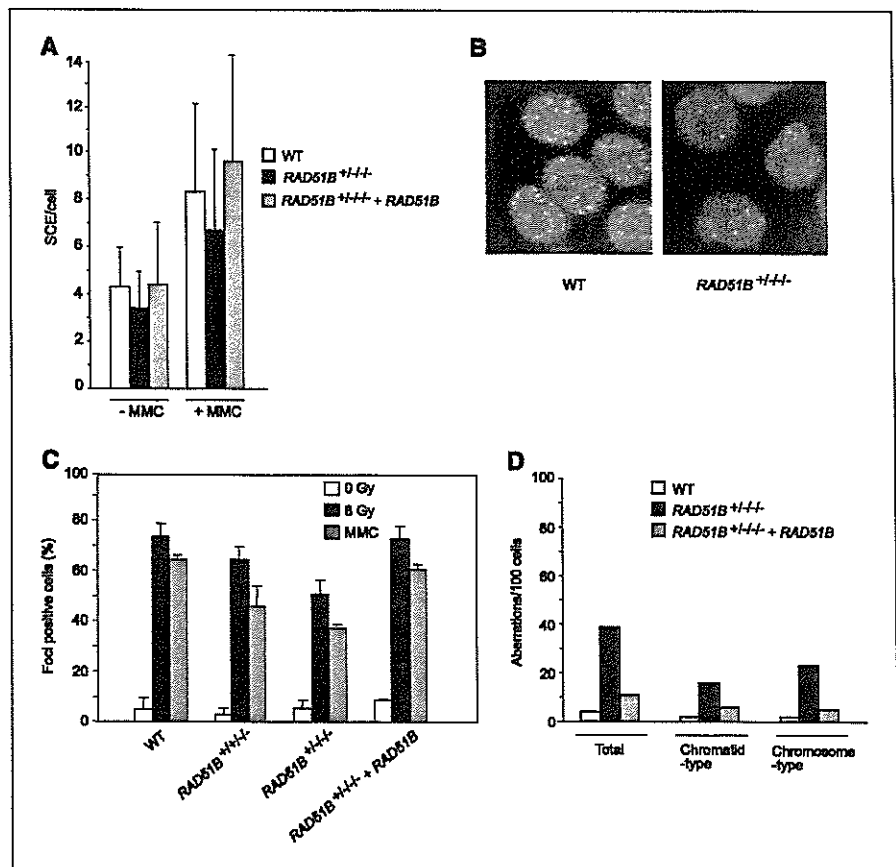 A
14
12
10
8
6
4
2
0
SCE/cell
- MMC
+ MMC
WT
RAD51B+/-/-/-
RAD51B+/-/-/- + RAD51B
B
WT
RAD51B+/-/-/-
C
100
80
60
40
20
0
Foci positive cells (%)
0 Gy
8 Gy
MMC
WT
RAD51B+/+/-/-
RAD51B+/-/-/-
RAD51B+/-/-/- + RAD51B
D
100
80
60
40
20
0
Aberrations/100 cells
WT
RAD51B+/-/-/-
RAD51B+/-/-/- + RAD51B
Total
Chromatid
-type
Chromosome
-type